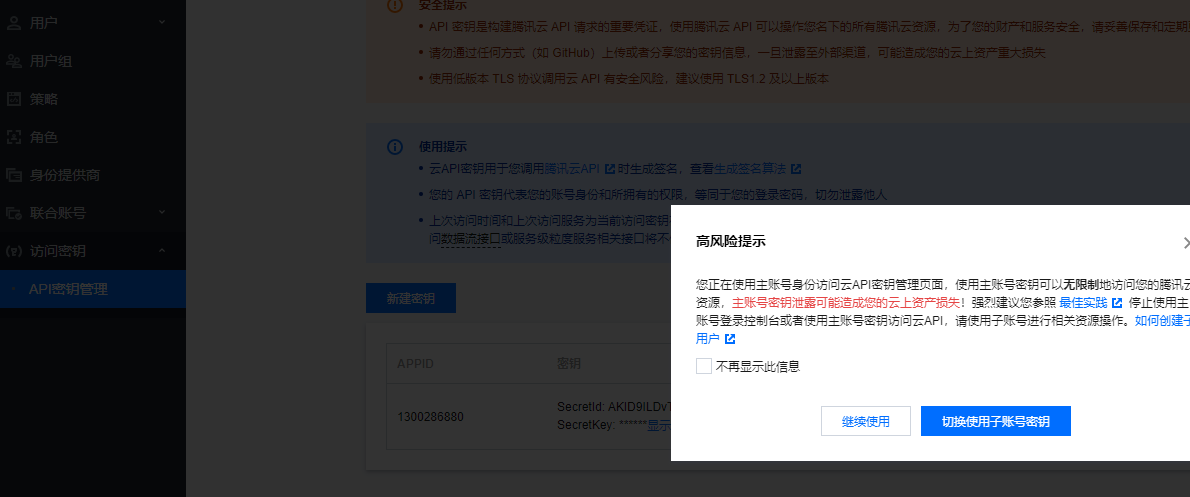 用户
用户组
策略
角色
身份提供商
联合账号
访问密钥
API密钥管理
安全提示
API 密钥是构建腾讯云 API 请求的重要凭证，使用腾讯云 API 可以操作您名下的所有腾讯云资源，为了您的财产和服务安全，请妥善保存和定期
请勿通过任何方式（如 GitHub）上传或者分享您的密钥信息，一旦泄露至外部渠道，可能造成您的云上资产重大损失
使用低版本 TLS 协议调用云 API 有安全风险，建议使用 TLS1.2 及以上版本
使用提示
云API密钥用于您调用腾讯云API 时生成签名，查看生成签名算法
您的 API 密钥代表您的账号身份和所拥有的权限，等同于您的登录密码，切勿泄露他人
上次访问时间和上次访问服务为当前访问密钥
问数据流接口或服务级粒度服务相关接口将不
新建密钥
APPID 密钥
1300286880
SecretId: AKID9ILDvT
SecretKey: ******显示
高风险提示
您正在使用主账号身份访问云API密钥管理页面，使用主账号密钥可以无限制地访问您的腾讯云
资源，主账号密钥泄露可能造成您的云上资产损失！强烈建议您参照 最佳实践 停止使用主
账号登录控制台或者使用主账号密钥访问云API，请使用子账号进行相关资源操作。如何创建子
用户
不再显示此信息
继续使用 切换使用子账号密钥